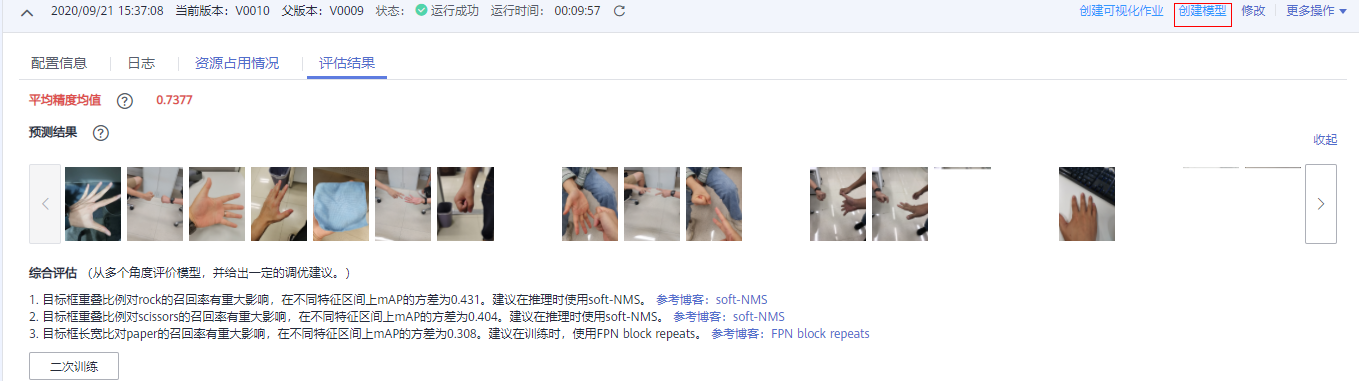 2020/09/21 15:37:08 当前版本：V0010 父版本：V0009 状态： 运行成功 运行时间： 00:09:57 创建可视化作业 创建模型 修改 更多操作
配置信息 日志 资源占用情况 评估结果
平均精度均值 ? 0.7377
预测结果 ?
收起
综合评估 （从多个角度评价模型，并给出一定的调优建议。）
1. 目标框重叠比例对rock的召回率有重大影响，在不同特征区间上mAP的方差为0.431。建议在推理时使用soft-NMS。 参考博客：soft-NMS
2. 目标框重叠比例对scissors的召回率有重大影响，在不同特征区间上mAP的方差为0.404。建议在推理时使用soft-NMS。 参考博客：soft-NMS
3. 目标框长宽比对paper的召回率有重大影响，在不同特征区间上mAP的方差为0.308。建议在训练时，使用FPN block repeats。 参考博客：FPN block repeats
二次训练